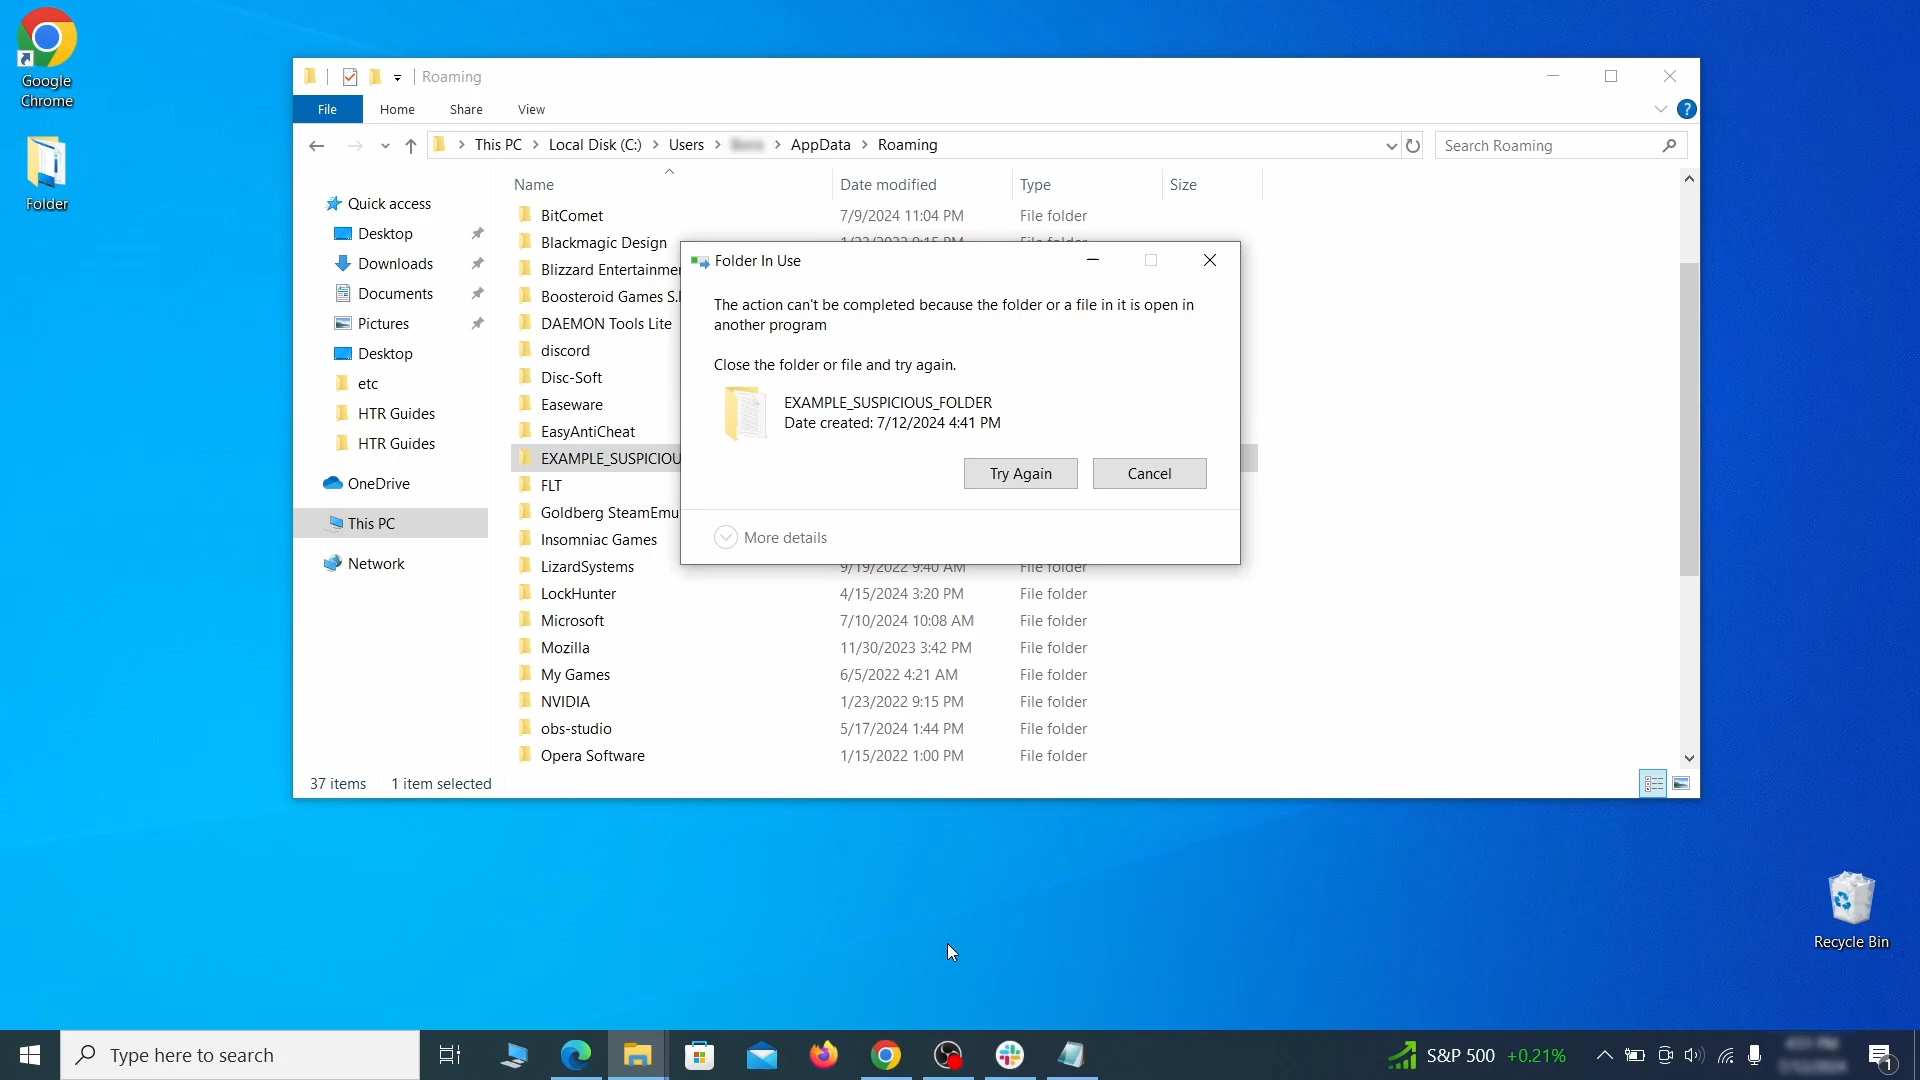 Google
Chrome
Folder
Roaming
File
Home
Share
View
This PC
Local Disk (C:)
Users
AppData
Roaming
Search Roaming
Name
Date modified
Type
Size
Quick access
Desktop
Downloads
Documents
Pictures
Desktop
etc
HTR Guides
HTR Guides
OneDrive
This PC
Network
BitComet 7/9/2024 11:04 PM File folder
Blackmagic Design
Blizzard Entertainmen
Boosteroid Games S.
DAEMON Tools Lite
discord
Disc-Soft
Easeware
EasyAntiCheat
EXAMPLE_SUSPICIOU
FLT
Goldberg SteamEmu
Insomniac Games
LizardSystems 9/19/2022 9:40 AM File folder
LockHunter 4/15/2024 3:20 PM File folder
Microsoft 7/10/2024 10:08 AM File folder
Mozilla 11/30/2023 3:42 PM File folder
My Games 6/5/2022 4:21 AM File folder
NVIDIA 1/23/2022 9:15 PM File folder
obs-studio 5/17/2024 1:44 PM File folder
Opera Software 1/15/2022 1:00 PM File folder
Folder In Use
The action can't be completed because the folder or a file in it is open in
another program
Close the folder or file and try again.
EXAMPLE_SUSPICIOUS_FOLDER
Date created: 7/12/2024 4:41 PM
Try Again
Cancel
More details
37 items
1 item selected
Recycle Bin
Type here to search
S&P 500 +0.21%
1